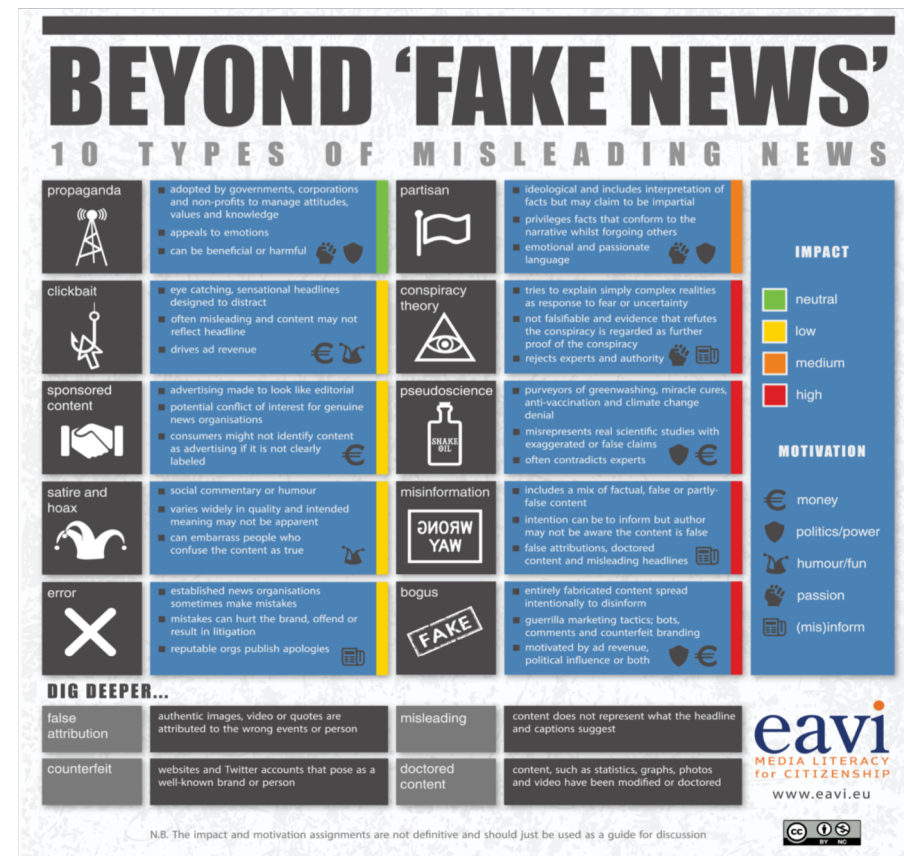 BEYOND ‘FAKE NEWS’
10 TYPES OF MISLEADING NEWS
propaganda
adopted by governments, corporations
and non-profits to manage attitudes,
values and knowledge
appeals to emotions
can be beneficial or harmful
partisan
ideological and includes interpretation of
facts but may claim to be impartial
privileges facts that conform to the
narrative whilst forgoing others
emotional and passionate
language
clickbait
eye catching, sensational headlines
designed to distract
often misleading and content may not
reflect headline
drives ad revenue
conspiracy
theory
tries to explain simply complex realities
as response to fear or uncertainty
not falsifiable and evidence that refutes
the conspiracy is regarded as further
proof of the conspiracy
rejects experts and authority
sponsored
content
advertising made to look like editorial
potential conflict of interest for genuine
news organisations
consumers might not identify content
as advertising if it is not clearly
labeled
pseudoscience
SNAKE
OIL
purveyors of greenwashing, miracle cures,
anti-vaccination and climate change
denial
misrepresents real scientific studies with
exaggerated or false claims
often contradicts experts
satire and
hoax
social commentary or humour
varies widely in quality and intended
meaning may not be apparent
can embarrass people who
confuse the content as true
misinformation
WRONG
WAY
includes a mix of factual, false or partly-
false content
intention can be to inform but author
may not be aware the content is false
false attributions, doctored
content and misleading headlines
error
established news organisations
sometimes make mistakes
mistakes can hurt the brand, offend or
result in litigation
reputable orgs publish apologies
bogus
FAKE
entirely fabricated content spread
intentionally to disinform
guerrilla marketing tactics; bots,
comments and counterfeit branding
motivated by ad revenue,
political influence or both
IMPACT
neutral
low
medium
high
MOTIVATION
€ money
politics/power
humour/fun
passion
(mis)inform
DIG DEEPER...
false
attribution
authentic images, video or quotes are
attributed to the wrong events or person
misleading
content does not represent what the headline
and captions suggest
counterfeit
websites and Twitter accounts that pose as a
well-known brand or person
doctored
content
content, such as statistics, graphs, photos
and video have been modified or doctored
eavi
MEDIA LITERACY
for CITIZENSHIP
www.eavi.eu
N.B. The impact and motivation assignments are not definitive and should just be used as a guide for discussion
cc BY NC